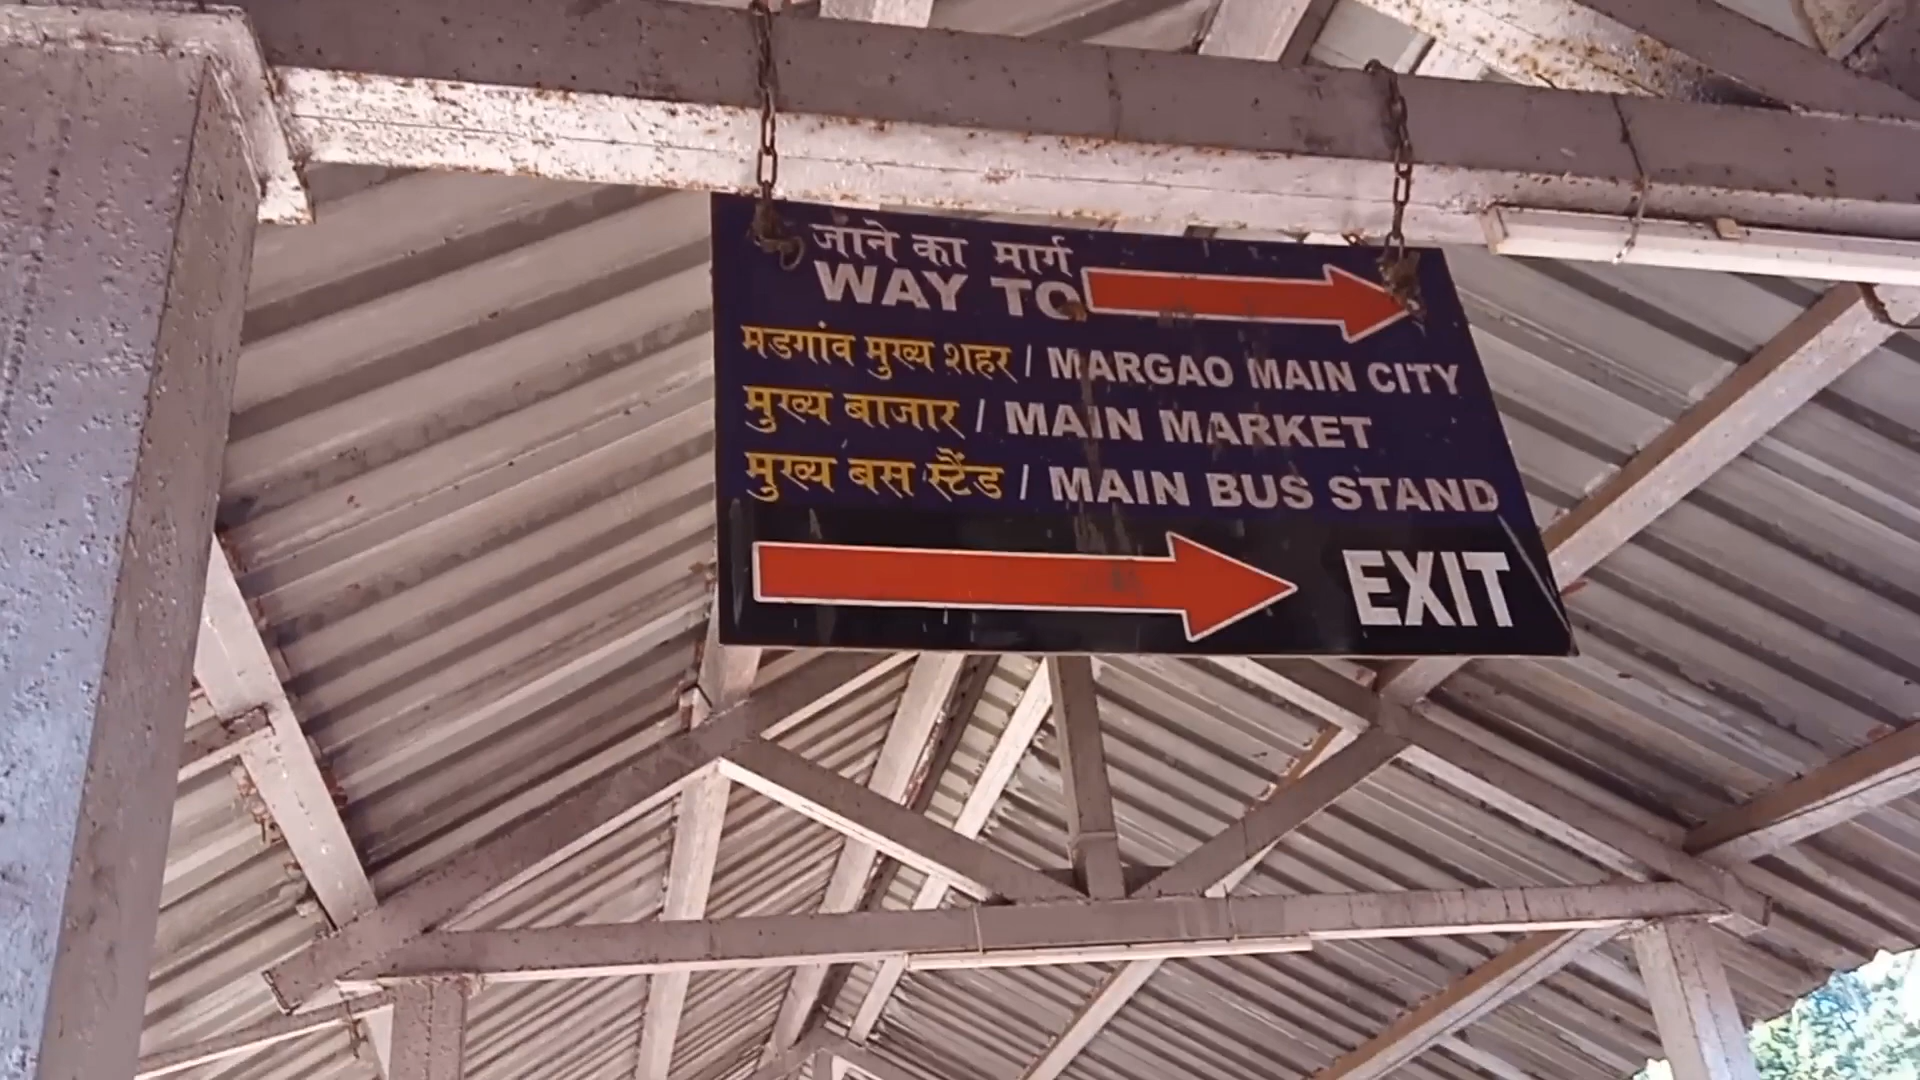 जाने का मार्ग
WAY TO
मडगांव मुख्य शहर / MARGAO MAIN CITY
मुख्य बाजार / MAIN MARKET
मुख्य बस स्टैंड / MAIN BUS STAND
EXIT